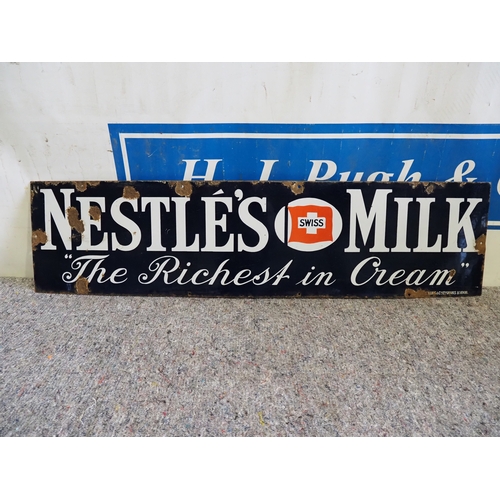 H. J. Pugh &
NESTLÉ'S SWISS MILK
"The Richest in Cream"